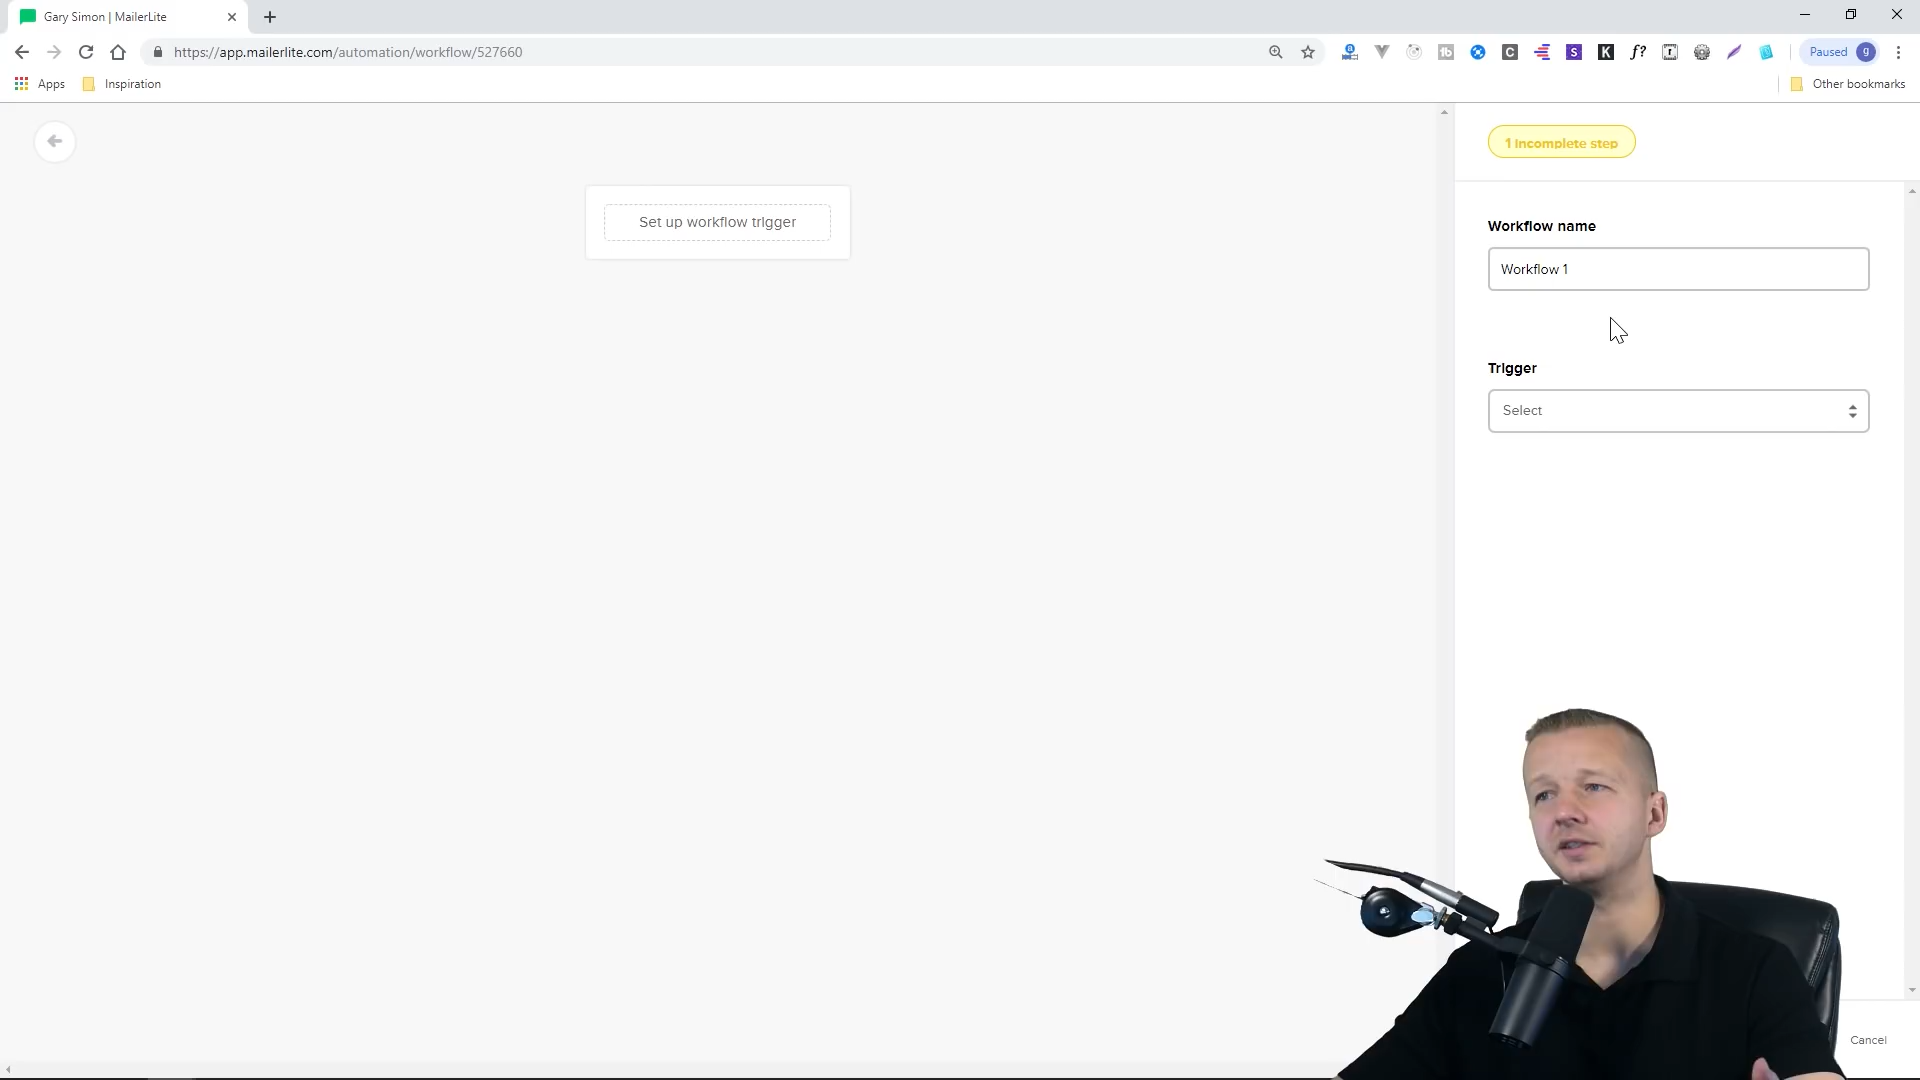 Gary Simon | MailerLite
https://app.mailerlite.com/automation/workflow/527660
Paused
g
Apps
Inspiration
Other bookmarks
1 Incomplete step
Set up workflow trigger
Workflow name
Workflow 1
Trigger
Select
Cancel